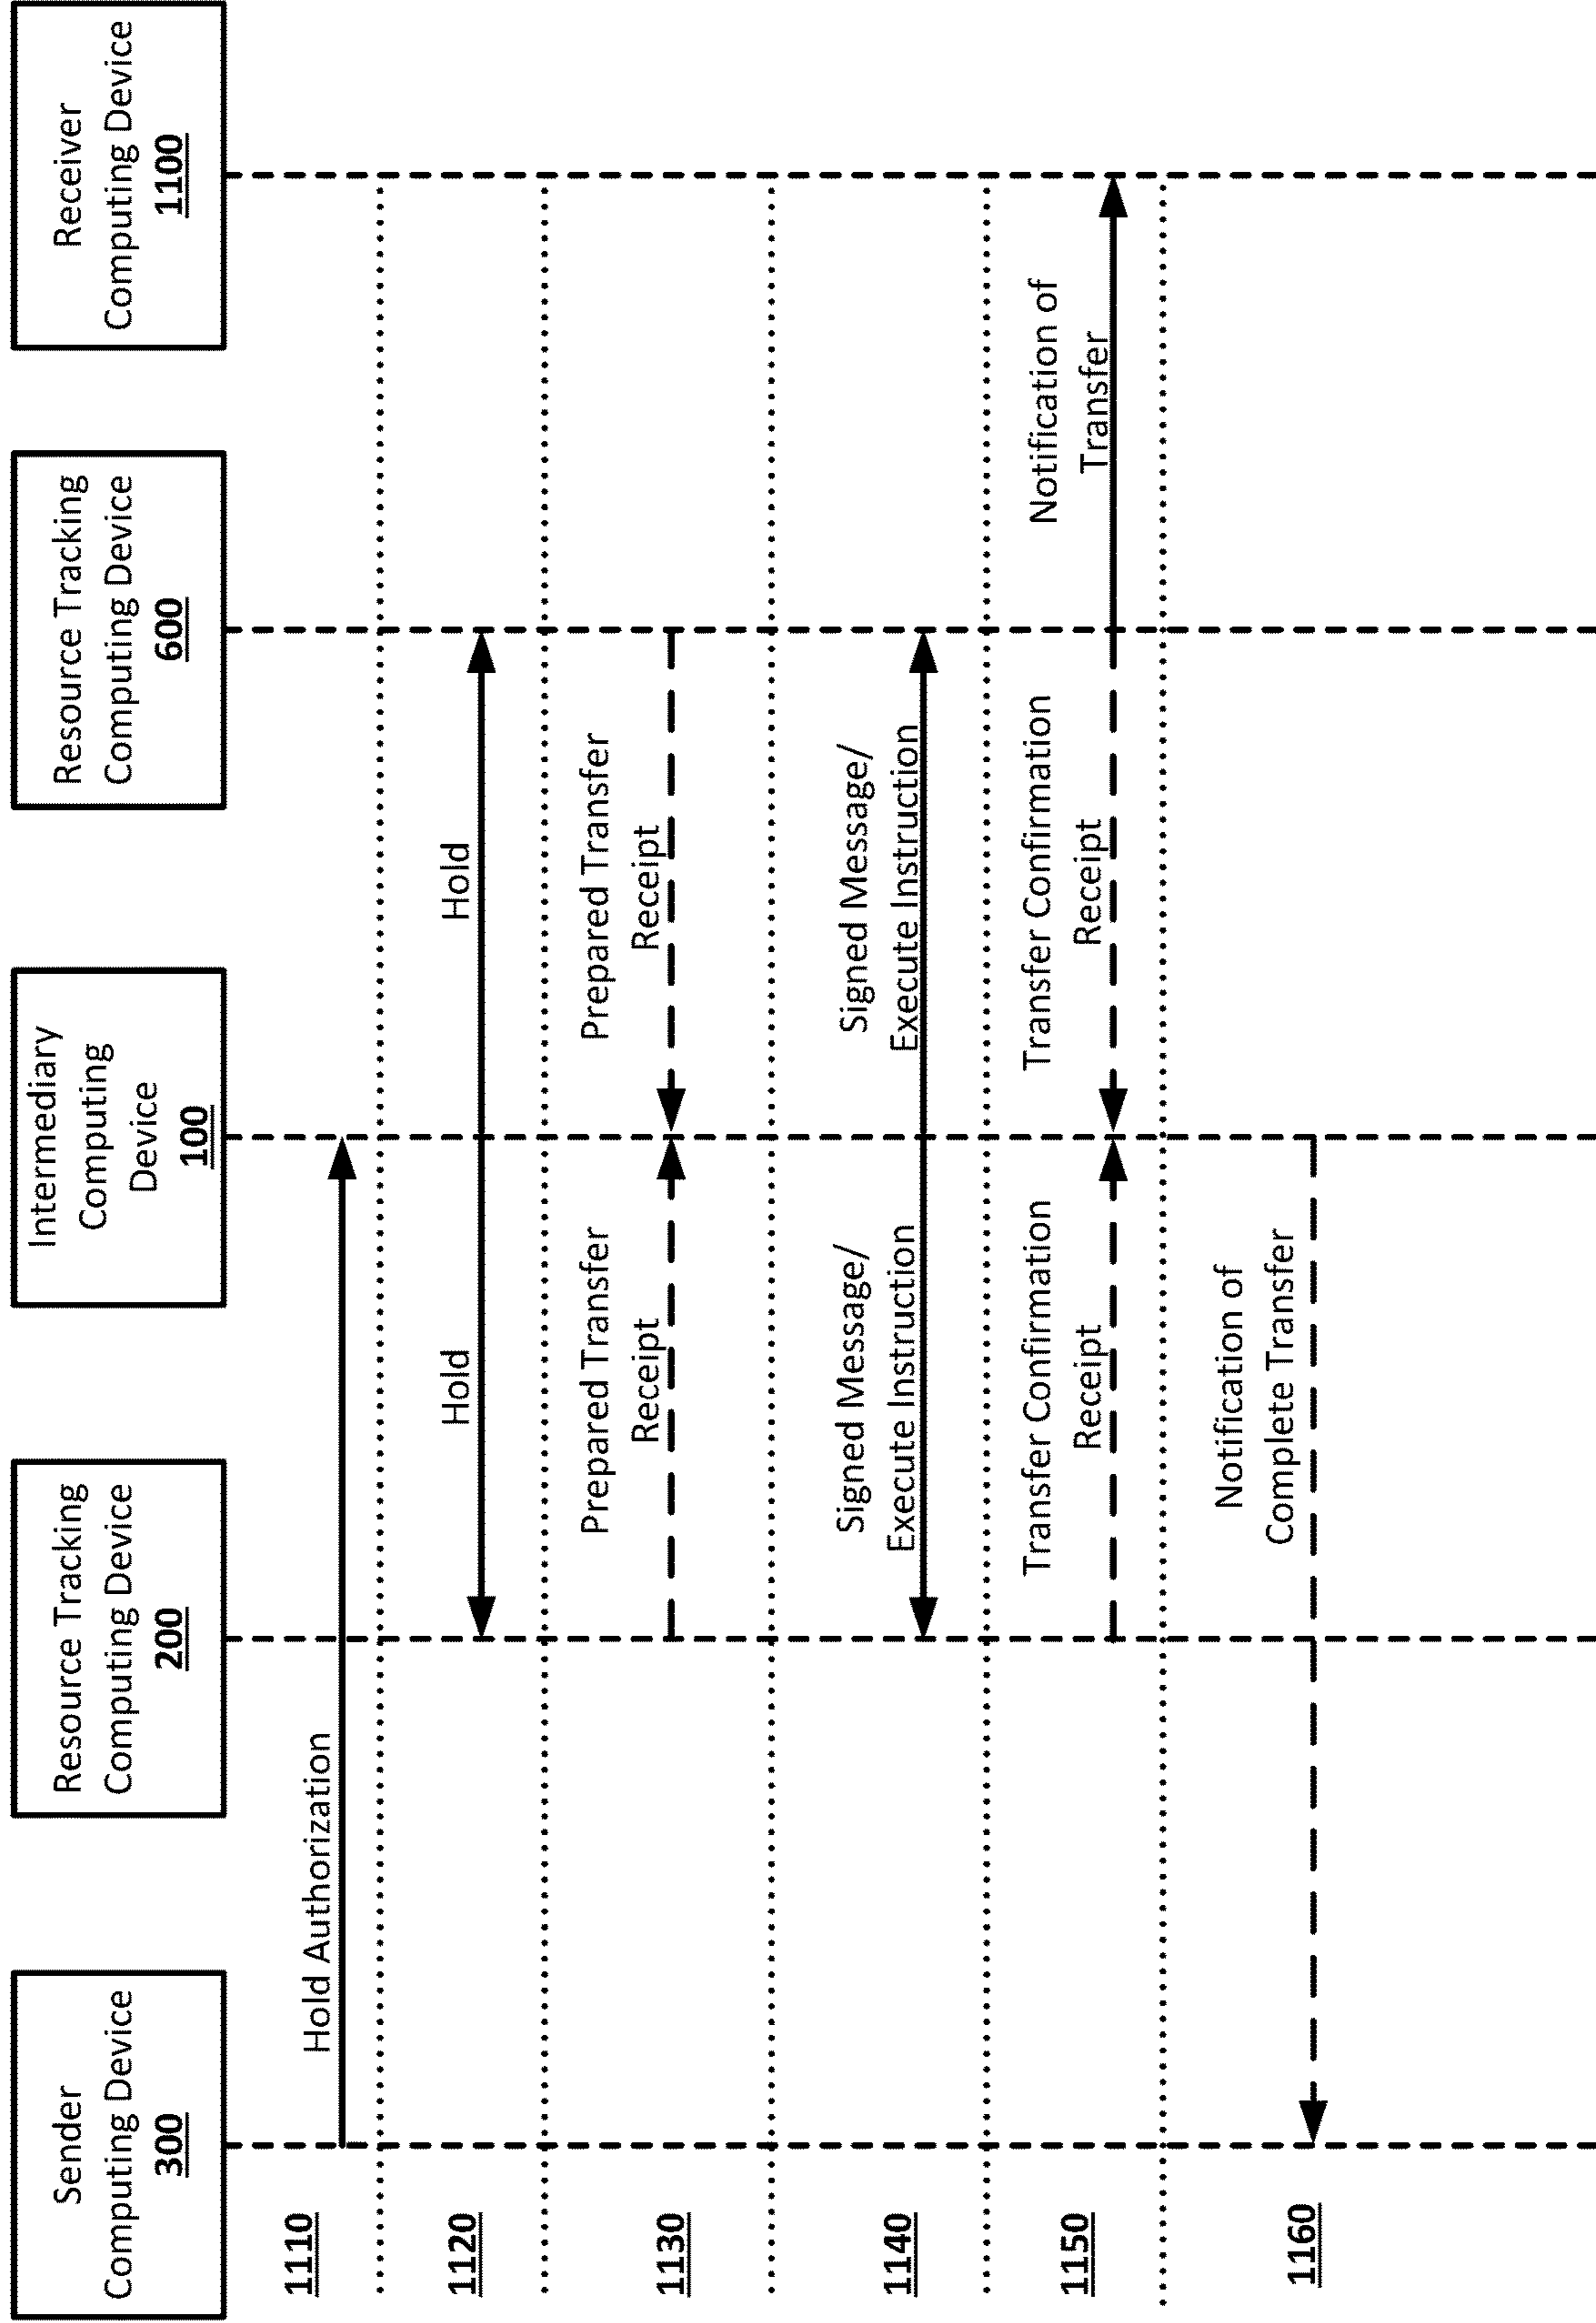 Sender
Computing Device
300
Resource Tracking
Computing Device
200
Intermediary
Computing
Device
100
Resource Tracking
Computing Device
600
Receiver
Computing Device
1100
1110
Hold Authorization
1120
Hold
Hold
1130
Prepared Transfer
Receipt
Prepared Transfer
Receipt
1140
Signed Message/
Execute Instruction
Signed Message/
Execute Instruction
1150
Transfer Confirmation
Receipt
Transfer Confirmation
Receipt
Notification of
Transfer
1160
Notification of
Complete Transfer